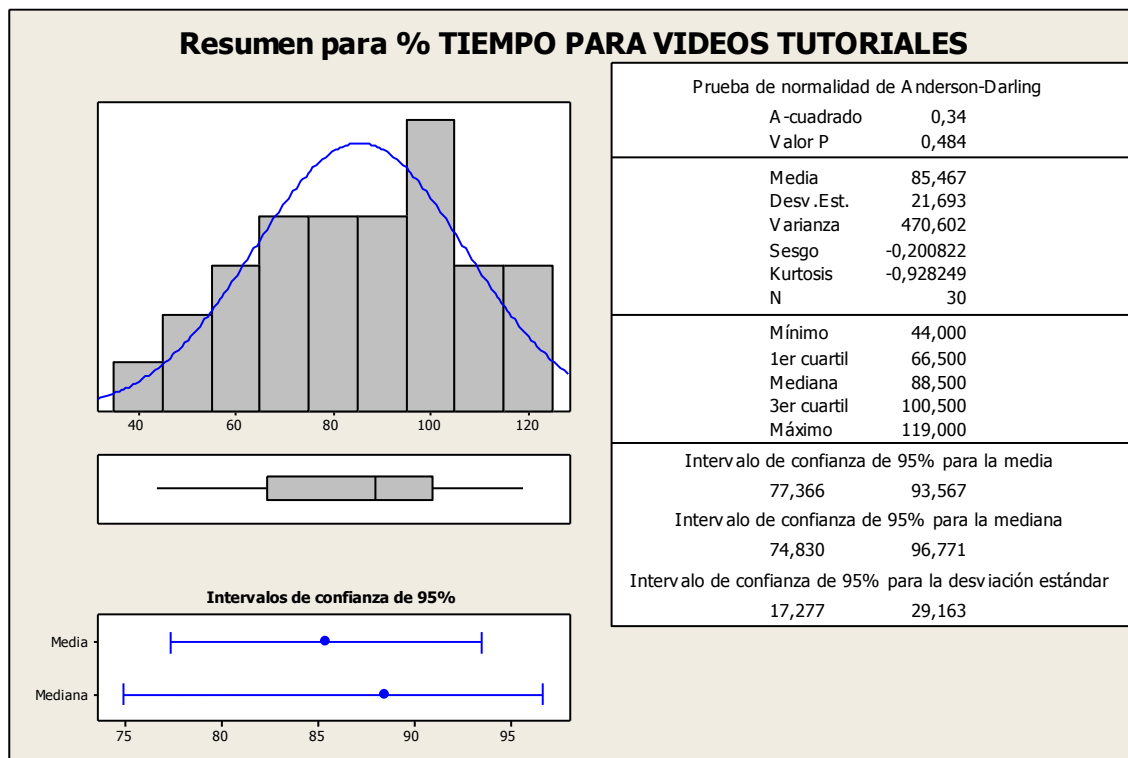 Resumen para % TIEMPO PARA VIDEOS TUTORIALES
40 60 80 100 120
Intervalos de confianza de 95%
Media
Mediana
75 80 85 90 95
Prueba de normalidad de Anderson-Darling
A-cuadrado 0,34
Valor P 0,484
Media 85,467
Desv.Est. 21,693
Varianza 470,602
Sesgo -0,200822
Kurtosis -0,928249
N 30
Mínimo 44,000
1er cuartil 66,500
Mediana 88,500
3er cuartil 100,500
Máximo 119,000
Intervalo de confianza de 95% para la media
77,366 93,567
Intervalo de confianza de 95% para la mediana
74,830 96,771
Intervalo de confianza de 95% para la desviación estándar
17,277 29,163